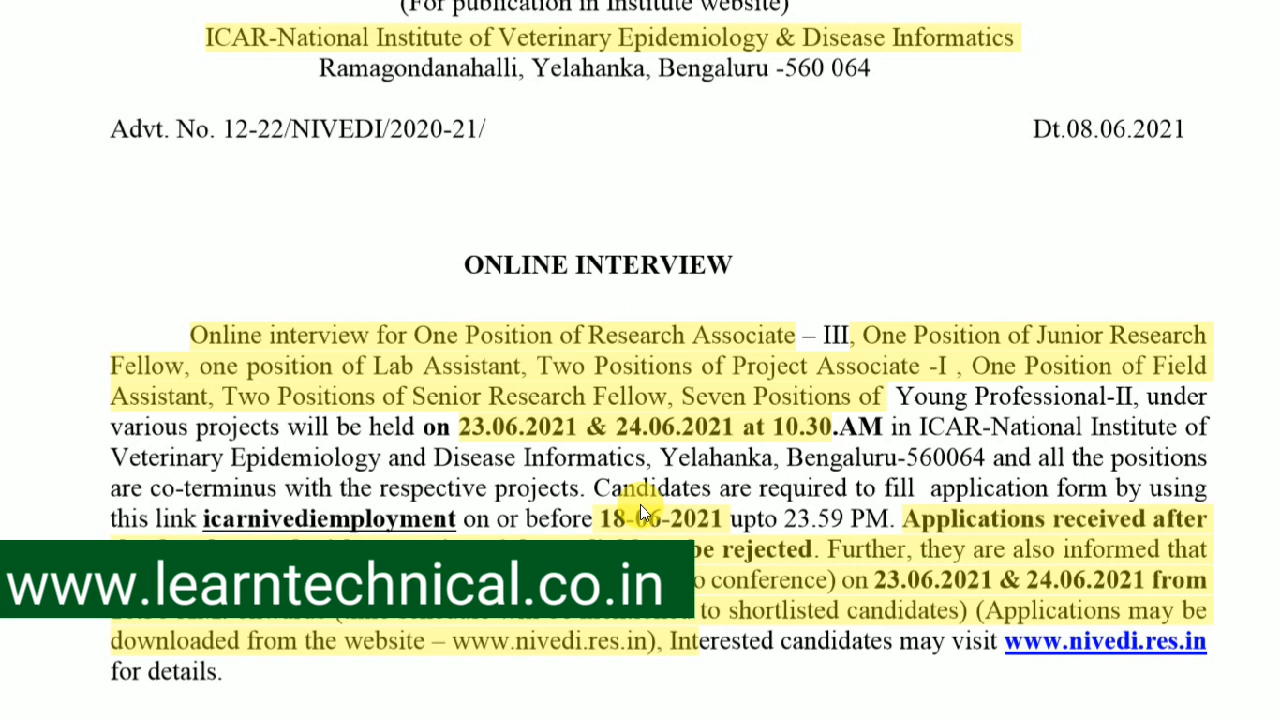 (For publication in Institute website)
ICAR-National Institute of Veterinary Epidemiology & Disease Informatics
Ramagondanahalli, Yelahanka, Bengaluru -560 064
Advt. No. 12-22/NIVEDI/2020-21/ Dt.08.06.2021
ONLINE INTERVIEW
Online interview for One Position of Research Associate – III, One Position of Junior Research
Fellow, one position of Lab Assistant, Two Positions of Project Associate -I , One Position of Field
Assistant, Two Positions of Senior Research Fellow, Seven Positions of Young Professional-II, under
various projects will be held on 23.06.2021 & 24.06.2021 at 10.30.AM in ICAR-National Institute of
Veterinary Epidemiology and Disease Informatics, Yelahanka, Bengaluru-560064 and all the positions
are co-terminus with the respective projects. Candidates are required to fill application form by using
this link icarnivediemployment on or before 18-06-2021 upto 23.59 PM. Applications received after
be rejected. Further, they are also informed that
conference) on 23.06.2021 & 24.06.2021 from
to shortlisted candidates) (Applications may be
downloaded from the website – www.nivedi.res.in), Interested candidates may visit www.nivedi.res.in
for details.
www.learntechnical.co.in